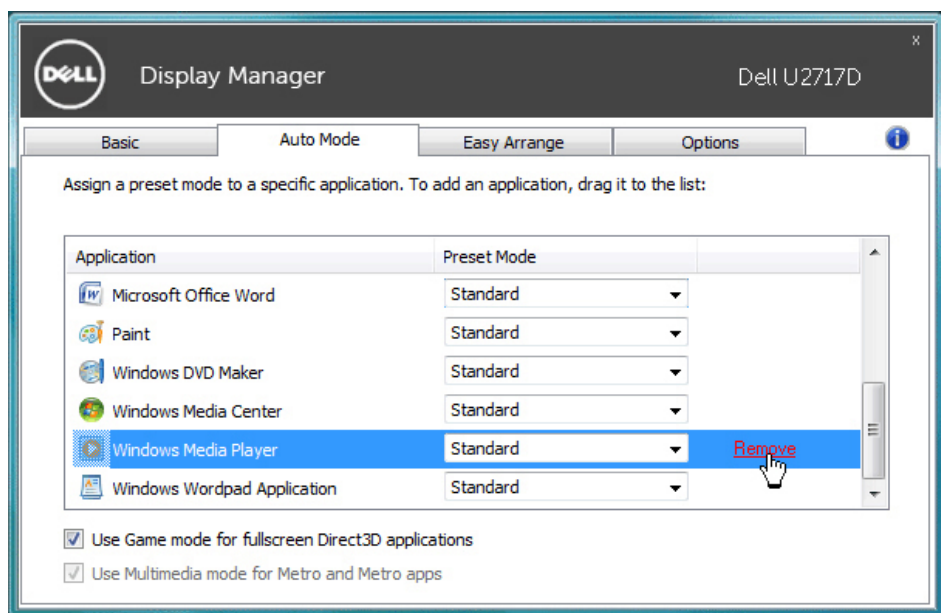 DELL Display Manager Dell U2717D x
Basic Auto Mode Easy Arrange Options i
Assign a preset mode to a specific application. To add an application, drag it to the list:
Application Preset Mode
Microsoft Office Word Standard
Paint Standard
Windows DVD Maker Standard
Windows Media Center Standard
Windows Media Player Standard Remove
Windows Wordpad Application Standard
Use Game mode for fullscreen Direct3D applications
Use Multimedia mode for Metro and Metro apps